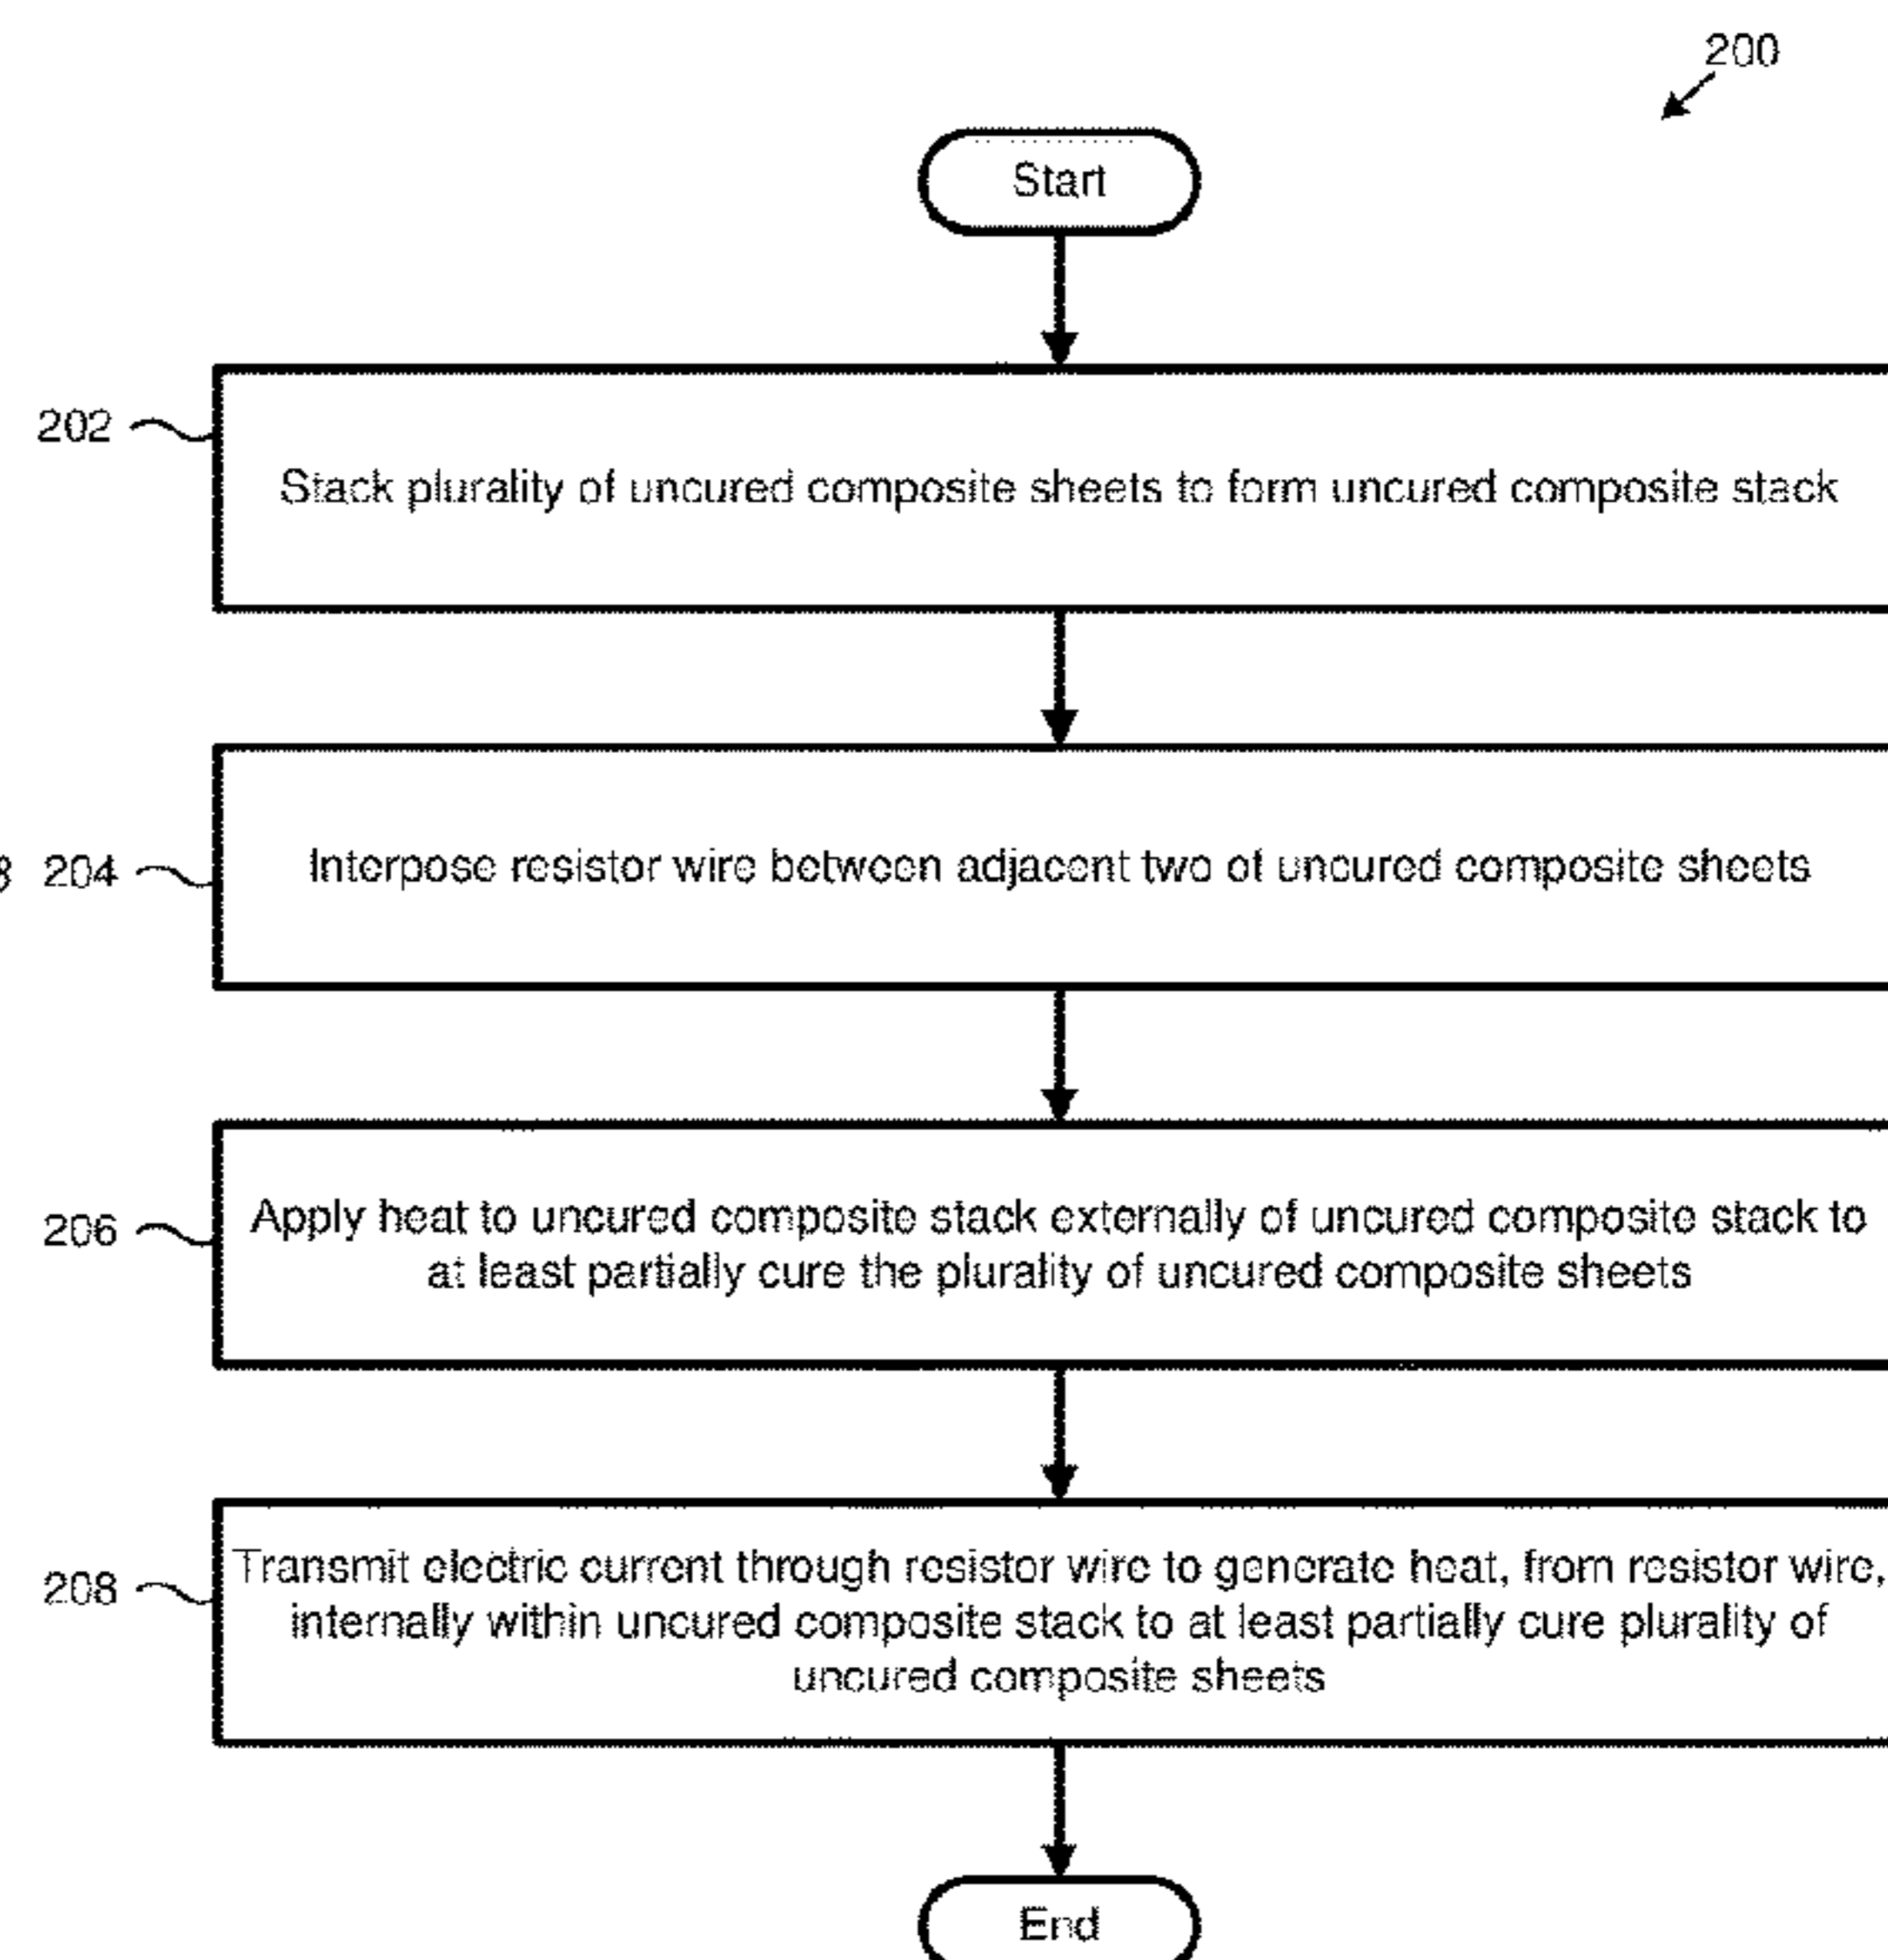 200
Start
202
Stack plurality of uncured composite sheets to form uncured composite stack
204
Interpose resistor wire between adjacent two of uncured composite sheets
206
Apply heat to uncured composite stack externally of uncured composite stack to
at least partially cure the plurality of uncured composite sheets
208
Transmit electric current through resistor wire to generate heat, from resistor wire,
internally within uncured composite stack to at least partially cure plurality of
uncured composite sheets
End